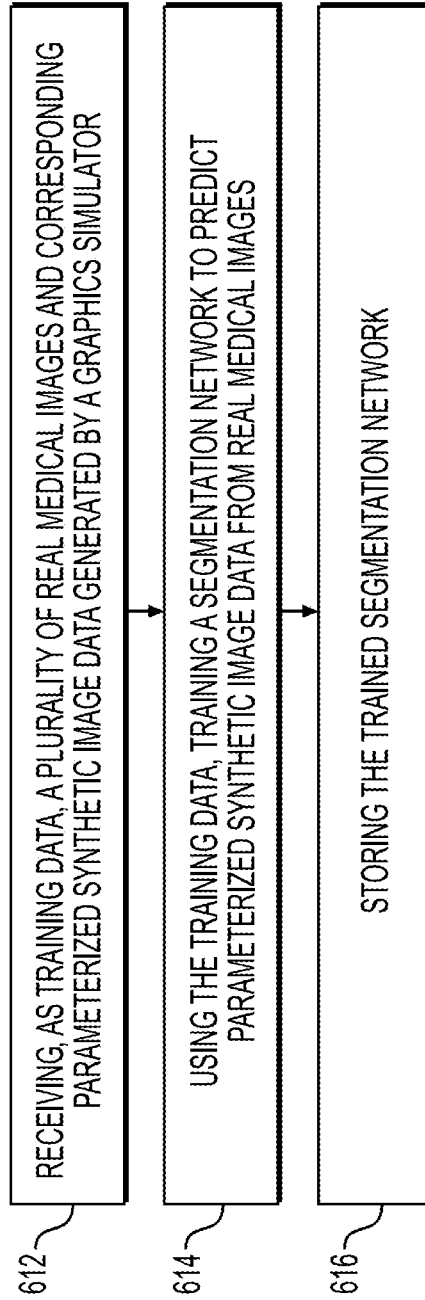 612
RECEIVING, AS TRAINING DATA, A PLURALITY OF REAL MEDICAL IMAGES AND CORRESPONDING
PARAMETERIZED SYNTHETIC IMAGE DATA GENERATED BY A GRAPHICS SIMULATOR
614
USING THE TRAINING DATA, TRAINING A SEGMENTATION NETWORK TO PREDICT
PARAMETERIZED SYNTHETIC IMAGE DATA FROM REAL MEDICAL IMAGES
616
STORING THE TRAINED SEGMENTATION NETWORK